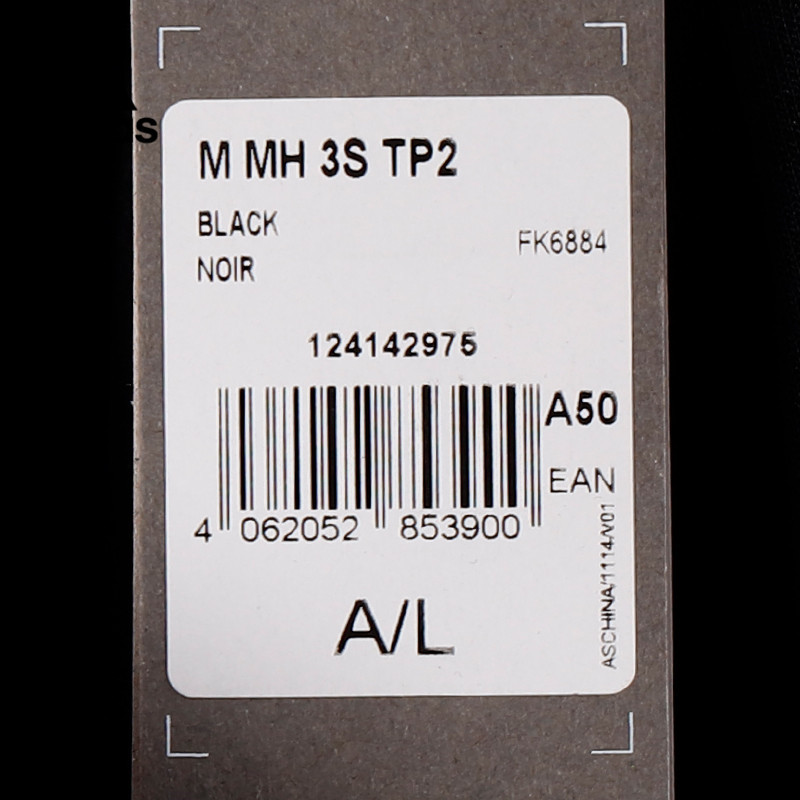 s
M MH 3S TP2
BLACK
NOIR
FK6884
124142975
A50
EAN
4 062052 853900
ASCHINA/1114/V01
A/L